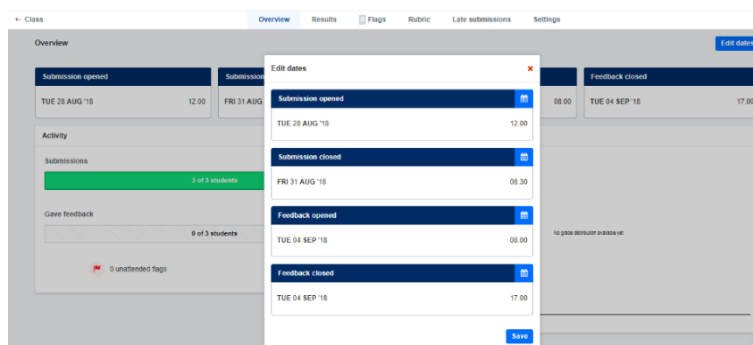 ← Class Overview Results Flags Rubric Late submissions Settings
Overview
Edit dates
Submission opened
TUE 28 AUG '18 12.00
Submission
FRI 31 AUG
08.00
Feedback closed
TUE 04 SEP '18 17.00
Activity
Submissions
3 of 3 students
Gave feedback
0 of 3 students
0 unattended flags
No grade distribution available yet
Edit dates
Submission opened
TUE 28 AUG '18 12.00
Submission closed
FRI 31 AUG '18 08.30
Feedback opened
TUE 04 SEP '18 08.00
Feedback closed
TUE 04 SEP '18 17.00
Save